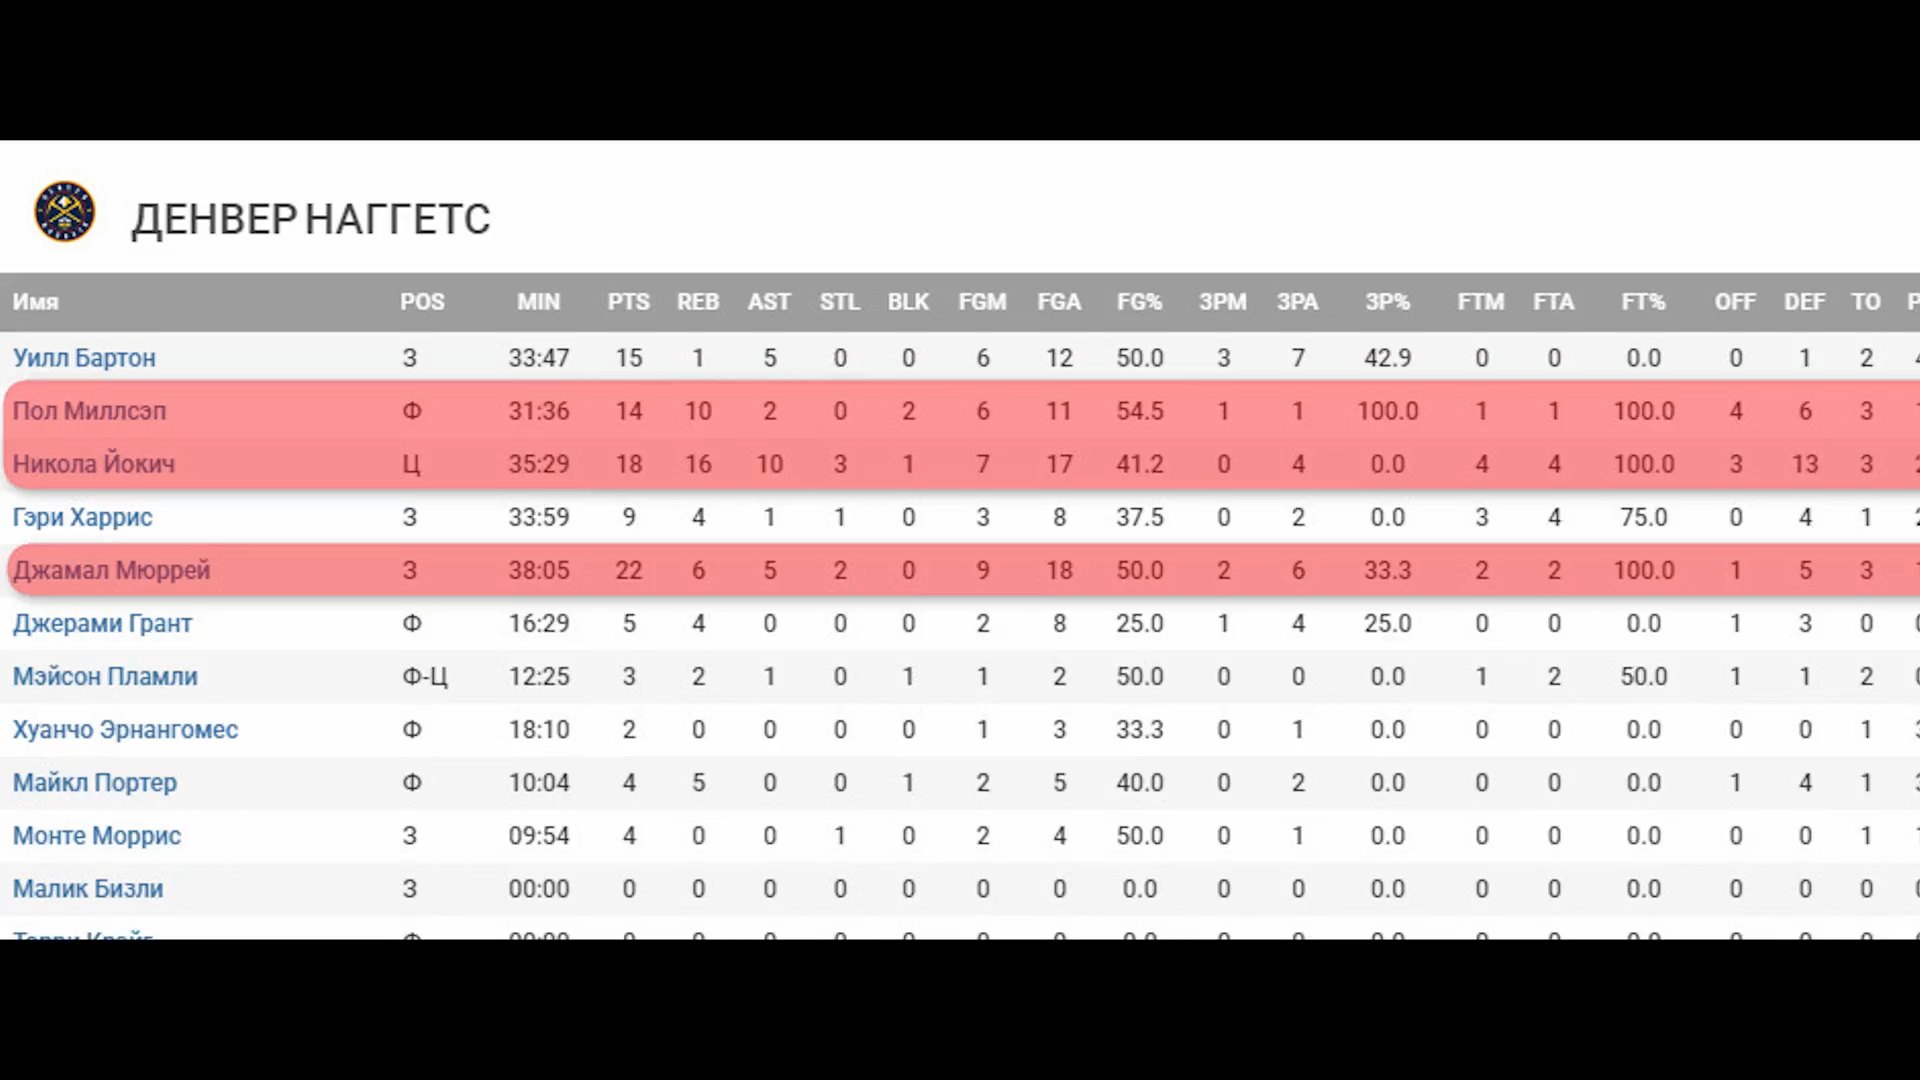 ДЕНВЕР НАГГЕТС
Имя POS MIN PTS REB AST STL BLK FGM FGA FG% 3PM 3PA 3P% FTM FTA FT% OFF DEF TO
Уилл Бартон З 33:47 15 1 5 0 0 6 12 50.0 3 7 42.9 0 0 0.0 0 1 2
Пол Миллсэп Ф 31:36 14 10 2 0 2 6 11 54.5 1 1 100.0 1 1 100.0 4 6 3
Никола Йокич Ц 35:29 18 16 10 3 1 7 17 41.2 0 4 0.0 4 4 100.0 3 13 3
Гэри Харрис З 33:59 9 4 1 1 0 3 8 37.5 0 2 0.0 3 4 75.0 0 4 1
Джамал Мюррей З 38:05 22 6 5 2 0 9 18 50.0 2 6 33.3 2 2 100.0 1 5 3
Джерами Грант Ф 16:29 5 4 0 0 0 2 8 25.0 1 4 25.0 0 0 0.0 1 3 0
Мэйсон Пламли Ф-Ц 12:25 3 2 1 0 1 1 2 50.0 0 0 0.0 1 2 50.0 1 1 2
Хуанчо Эрнангомес Ф 18:10 2 0 0 0 0 1 3 33.3 0 1 0.0 0 0 0.0 0 0 1
Майкл Портер Ф 10:04 4 5 0 0 1 2 5 40.0 0 2 0.0 0 0 0.0 1 4 1
Монте Моррис З 09:54 4 0 0 1 0 2 4 50.0 0 1 0.0 0 0 0.0 0 0 1
Малик Бизли З 00:00 0 0 0 0 0 0 0 0.0 0 0 0.0 0 0 0.0 0 0 0